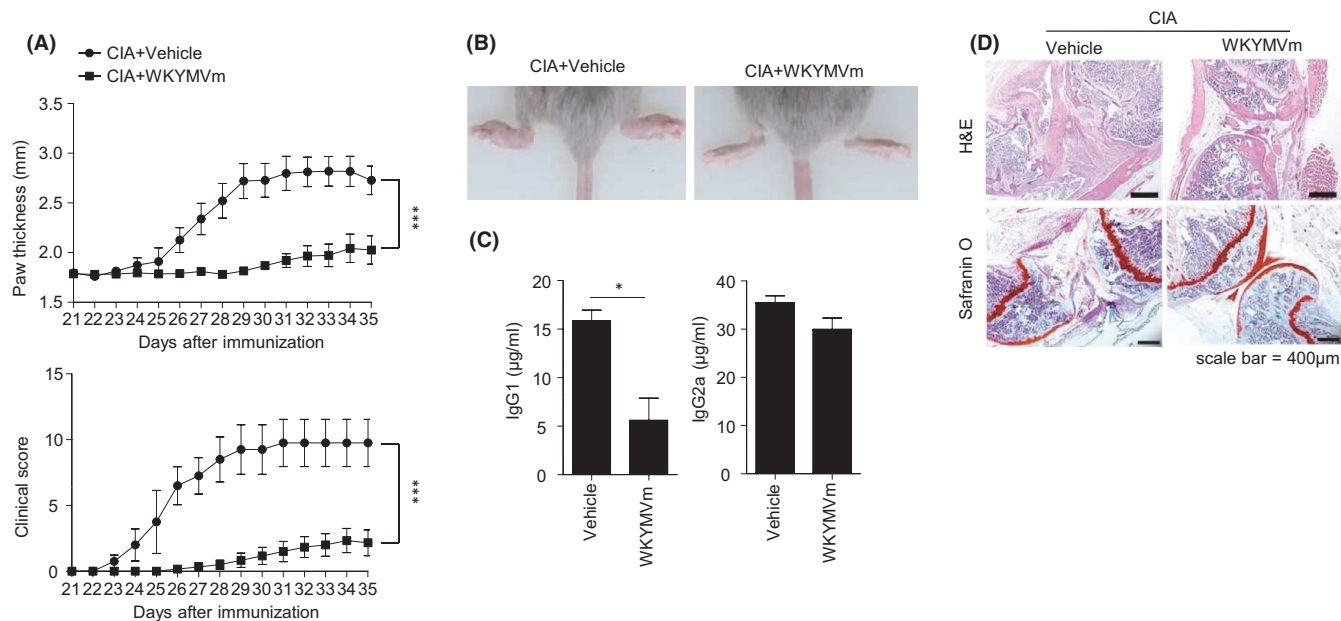 (A)
CIA+Vehicle
CIA+WKYMVm
Paw thickness (mm)
3.5
3.0
2.5
2.0
1.5
21 22 23 24 25 26 27 28 29 30 31 32 33 34 35
Days after immunization
***
Clinical score
15
10
5
0
21 22 23 24 25 26 27 28 29 30 31 32 33 34 35
Days after immunization
***
(B)
CIA+Vehicle
CIA+WKYMVm
(C)
IgG1 (µg/ml)
20
15
10
5
0
*
Vehicle
WKYMVm
IgG2a (µg/ml)
40
30
20
10
0
Vehicle
WKYMVm
(D)
CIA
Vehicle
WKYMVm
H&E
Safranin O
scale bar = 400µm